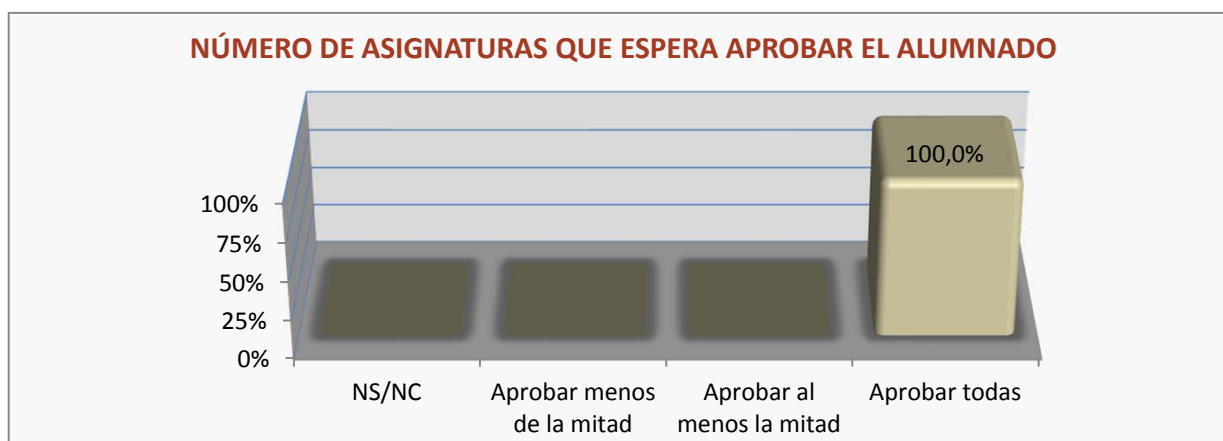 NÚMERO DE ASIGNATURAS QUE ESPERA APROBAR EL ALUMNADO
100,0%
100%
75%
50%
25%
0%
NS/NC
Aprobar menos
de la mitad
Aprobar al
menos la mitad
Aprobar todas